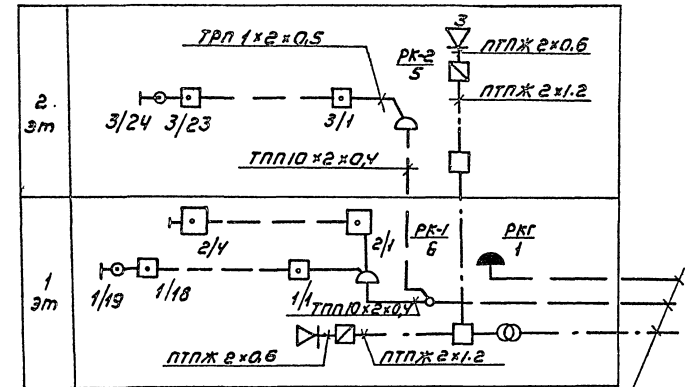 3
ТРП 1×2×0,5
РК-2
5
ПТПЖ 2×0.6
ПТПЖ 2×1.2
2.
эт
3/24
3/23
3/1
ТПП10×2×0,4
2/4
2/1
РК-1
6
РКГ
1
1
эт
1/19
1/18
1/1
ТПП10×2×0,4
ПТПЖ 2×0.6
ПТПЖ 2×1.2